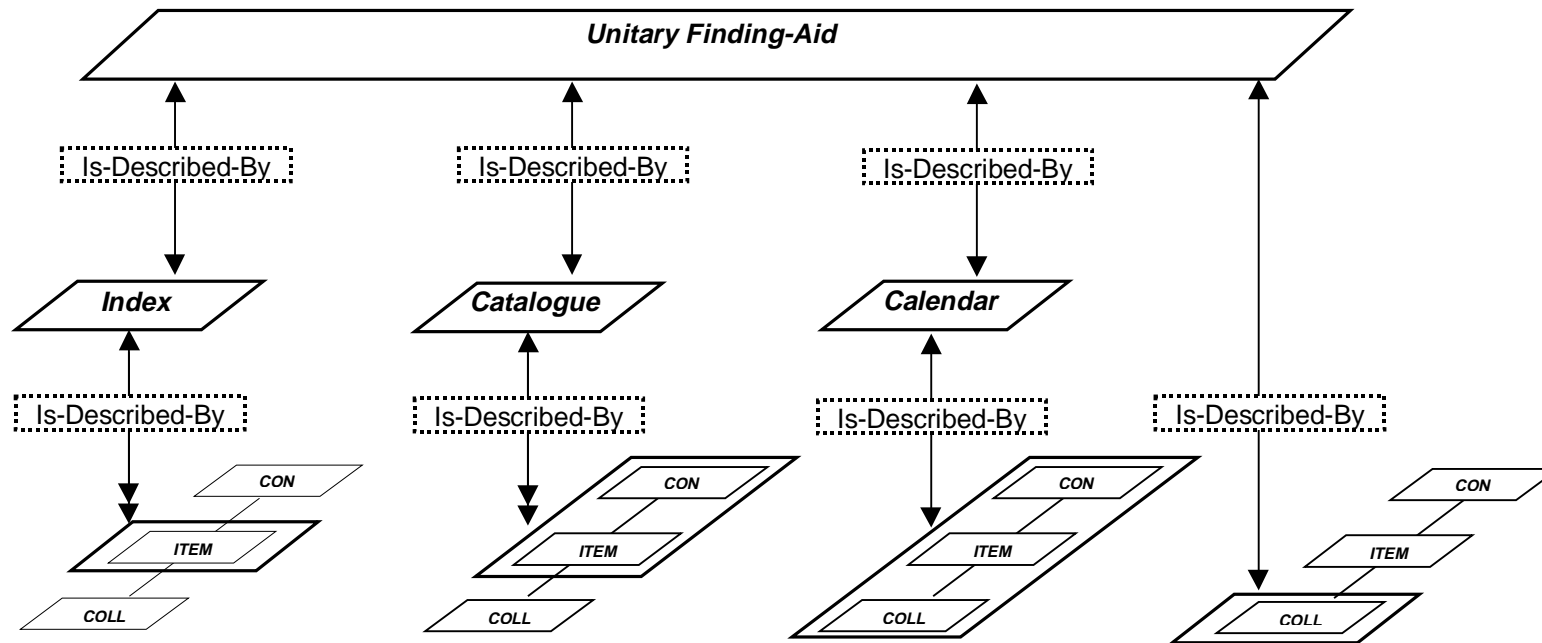 Unitary Finding-Aid
Is-Described-By
Is-Described-By
Is-Described-By
Index
Catalogue
Calendar
Is-Described-By
Is-Described-By
Is-Described-By
Is-Described-By
CON
ITEM
COLL
CON
ITEM
COLL
CON
ITEM
COLL
CON
ITEM
COLL